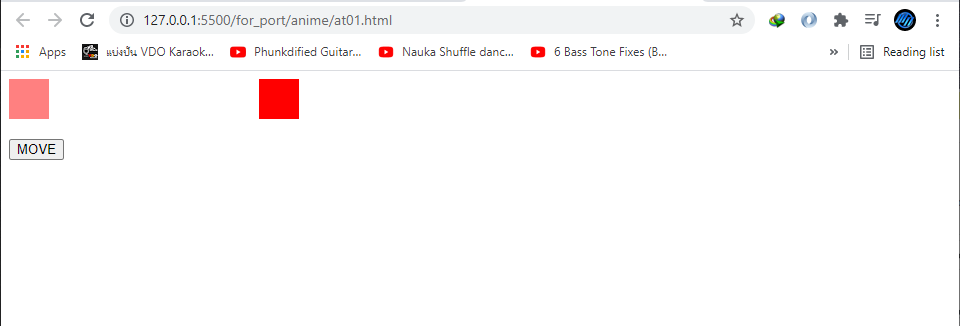 127.0.0.1:5500/for_port/anime/at01.html
Apps แบ่งปัน VDO Karaok... Phunkdified Guitar... Nauka Shuffle danc... 6 Bass Tone Fixes (B... » Reading list
MOVE